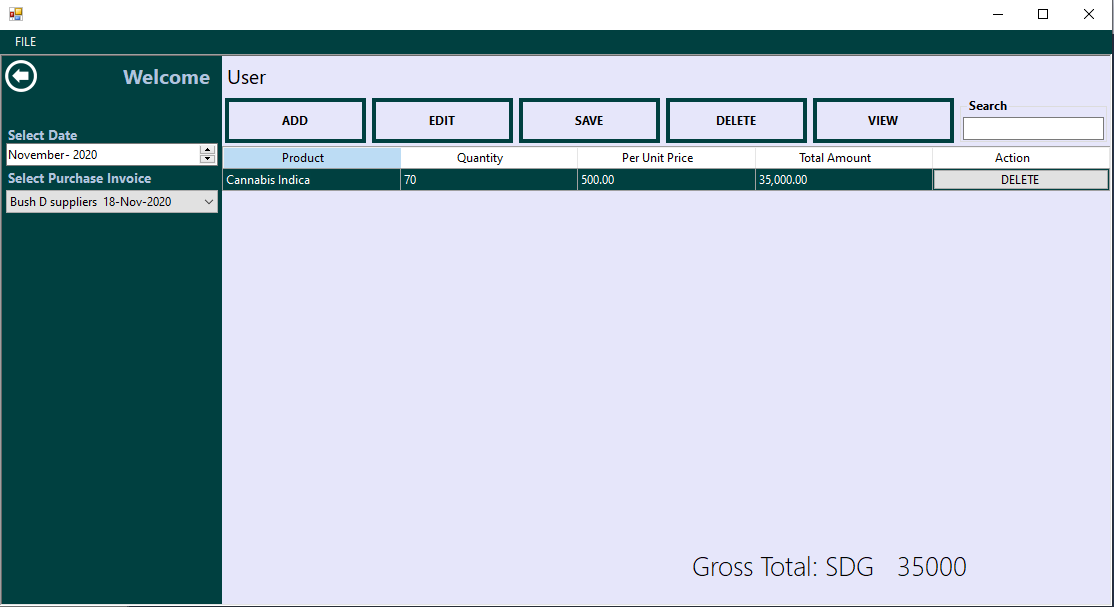 FILE
Welcome
Select Date
November- 2020
Select Purchase Invoice
Bush D suppliers 18-Nov-2020
User
ADD EDIT SAVE DELETE VIEW
Search
Product Quantity Per Unit Price Total Amount Action
Cannabis Indica 70 500.00 35,000.00 DELETE
Gross Total: SDG 35000